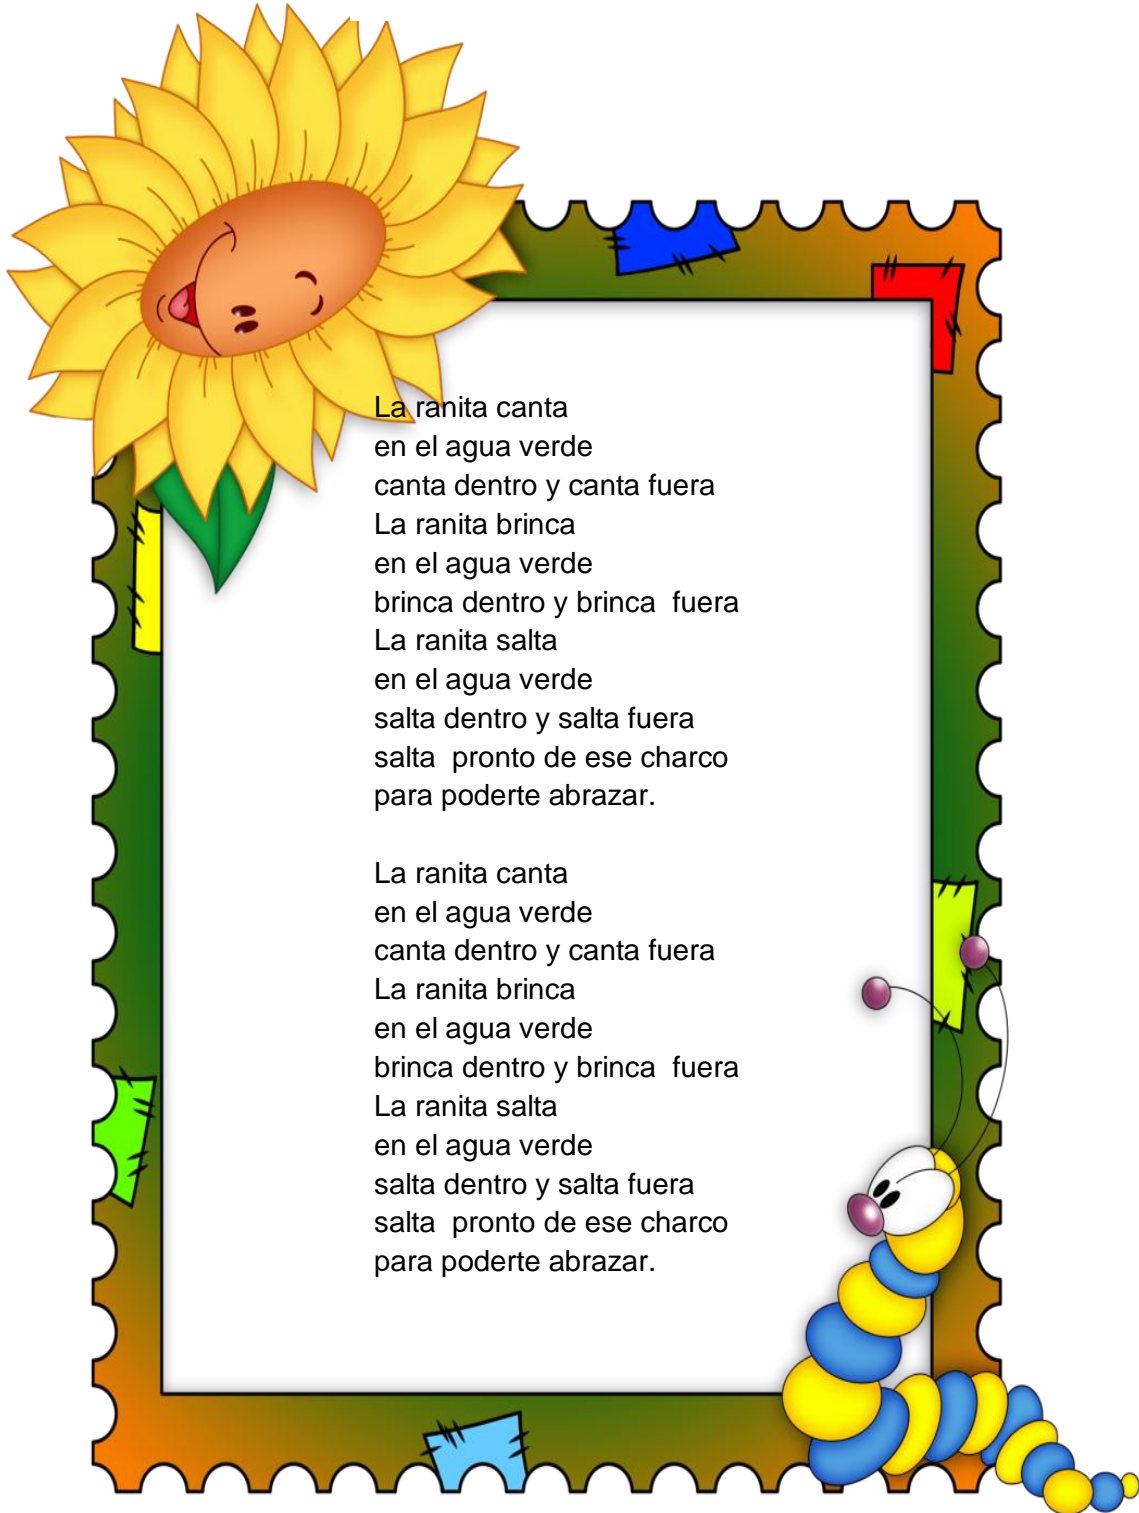 La ranita canta
en el agua verde
canta dentro y canta fuera
La ranita brinca
en el agua verde
brinca dentro y brinca  fuera
La ranita salta
en el agua verde
salta dentro y salta fuera
salta  pronto de ese charco
para poderte abrazar.

La ranita canta
en el agua verde
canta dentro y canta fuera
La ranita brinca
en el agua verde
brinca dentro y brinca  fuera
La ranita salta
en el agua verde
salta dentro y salta fuera
salta  pronto de ese charco
para poderte abrazar.